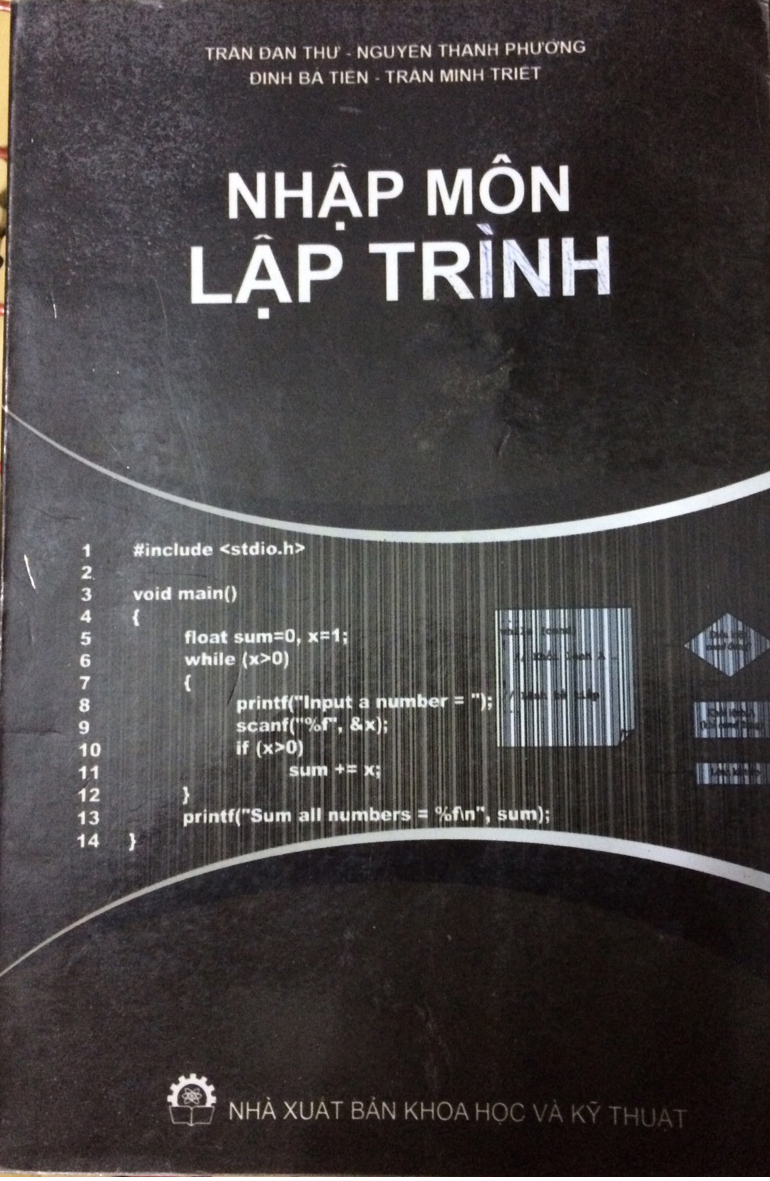 TRẦN ĐAN THƯ - NGUYỄN THANH PHƯƠNG
ĐINH BÁ TIẾN - TRẦN MINH TRIẾT
NHẬP MÔN
LẬP TRÌNH
1 #include <stdio.h>
2
3 void main()
4 {
5 float sum=0, x=1;
6 while (x>0)
7 {
8 printf("Input a number = ");
9 scanf("%f", &x);
10 if (x>0)
11 sum += x;
12 }
13 printf("Sum all numbers = %f\n", sum);
14 }
NHÀ XUẤT BẢN KHOA HỌC VÀ KỸ THUẬT